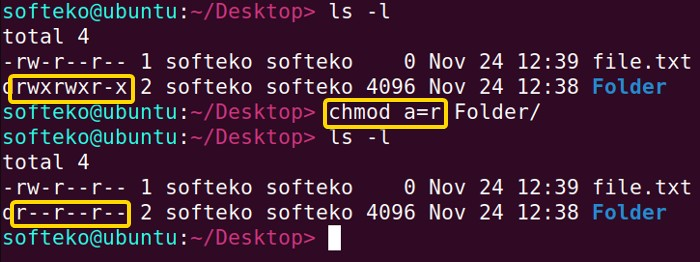 softeko@ubuntu:~/Desktop> ls -l
total 4
-rw-r--r-- 1 softeko softeko    0 Nov 24 12:39 file.txt
drwxrwxr-x 2 softeko softeko 4096 Nov 24 12:38 Folder
softeko@ubuntu:~/Desktop> chmod a=r Folder/
softeko@ubuntu:~/Desktop> ls -l
total 4
-rw-r--r-- 1 softeko softeko    0 Nov 24 12:39 file.txt
dr--r--r-- 2 softeko softeko 4096 Nov 24 12:38 Folder
softeko@ubuntu:~/Desktop>